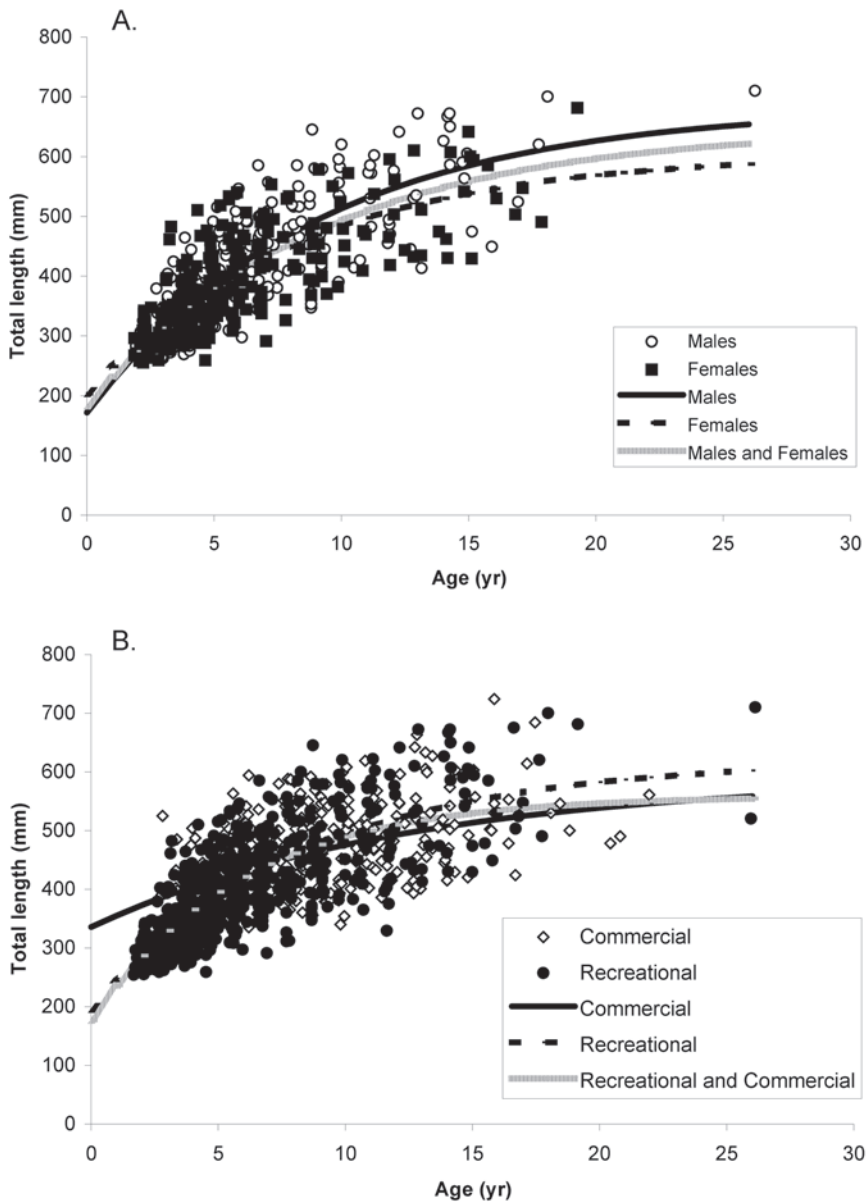 A.
800
700
600
500
400
300
200
100
0
Total length (mm)
Males
Females
Males
Females
Males and Females
0 5 10 15 20 25 30
Age (yr)
B.
800
700
600
500
400
300
200
100
0
Total length (mm)
Commercial
Recreational
Commercial
Recreational
Recreational and Commercial
0 5 10 15 20 25 30
Age (yr)